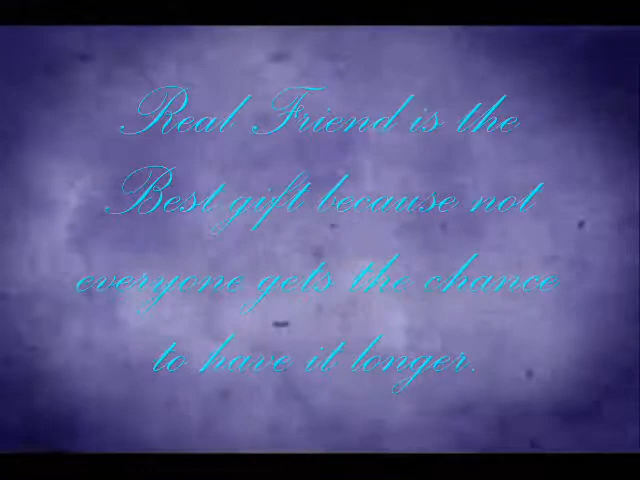 Real Friend is the
Best gift because not
everyone gets the chance
to have it longer.